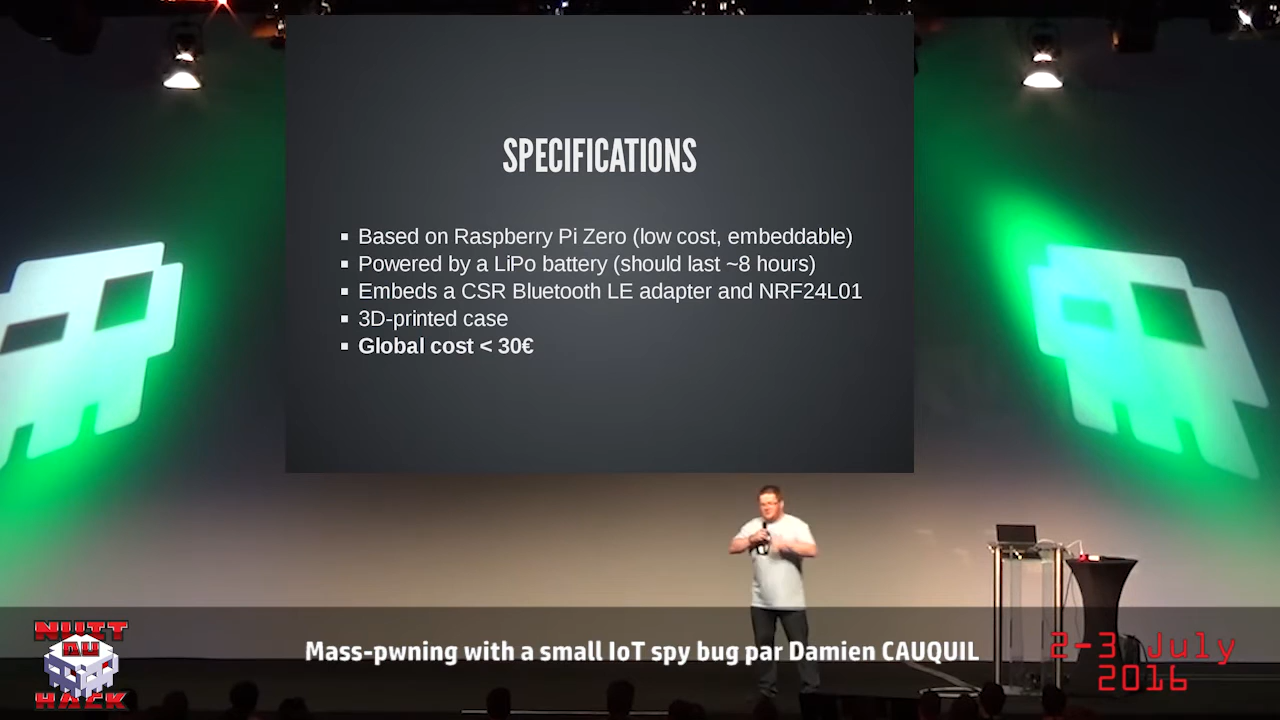 SPECIFICATIONS
▪ Based on Raspberry Pi Zero (low cost, embeddable)
▪ Powered by a LiPo battery (should last ~8 hours)
▪ Embeds a CSR Bluetooth LE adapter and NRF24L01
▪ 3D-printed case
▪ Global cost < 30€
NUIT
DU
HACK
Mass-pwning with a small IoT spy bug par Damien CAUQUIL
2-3 July
2016